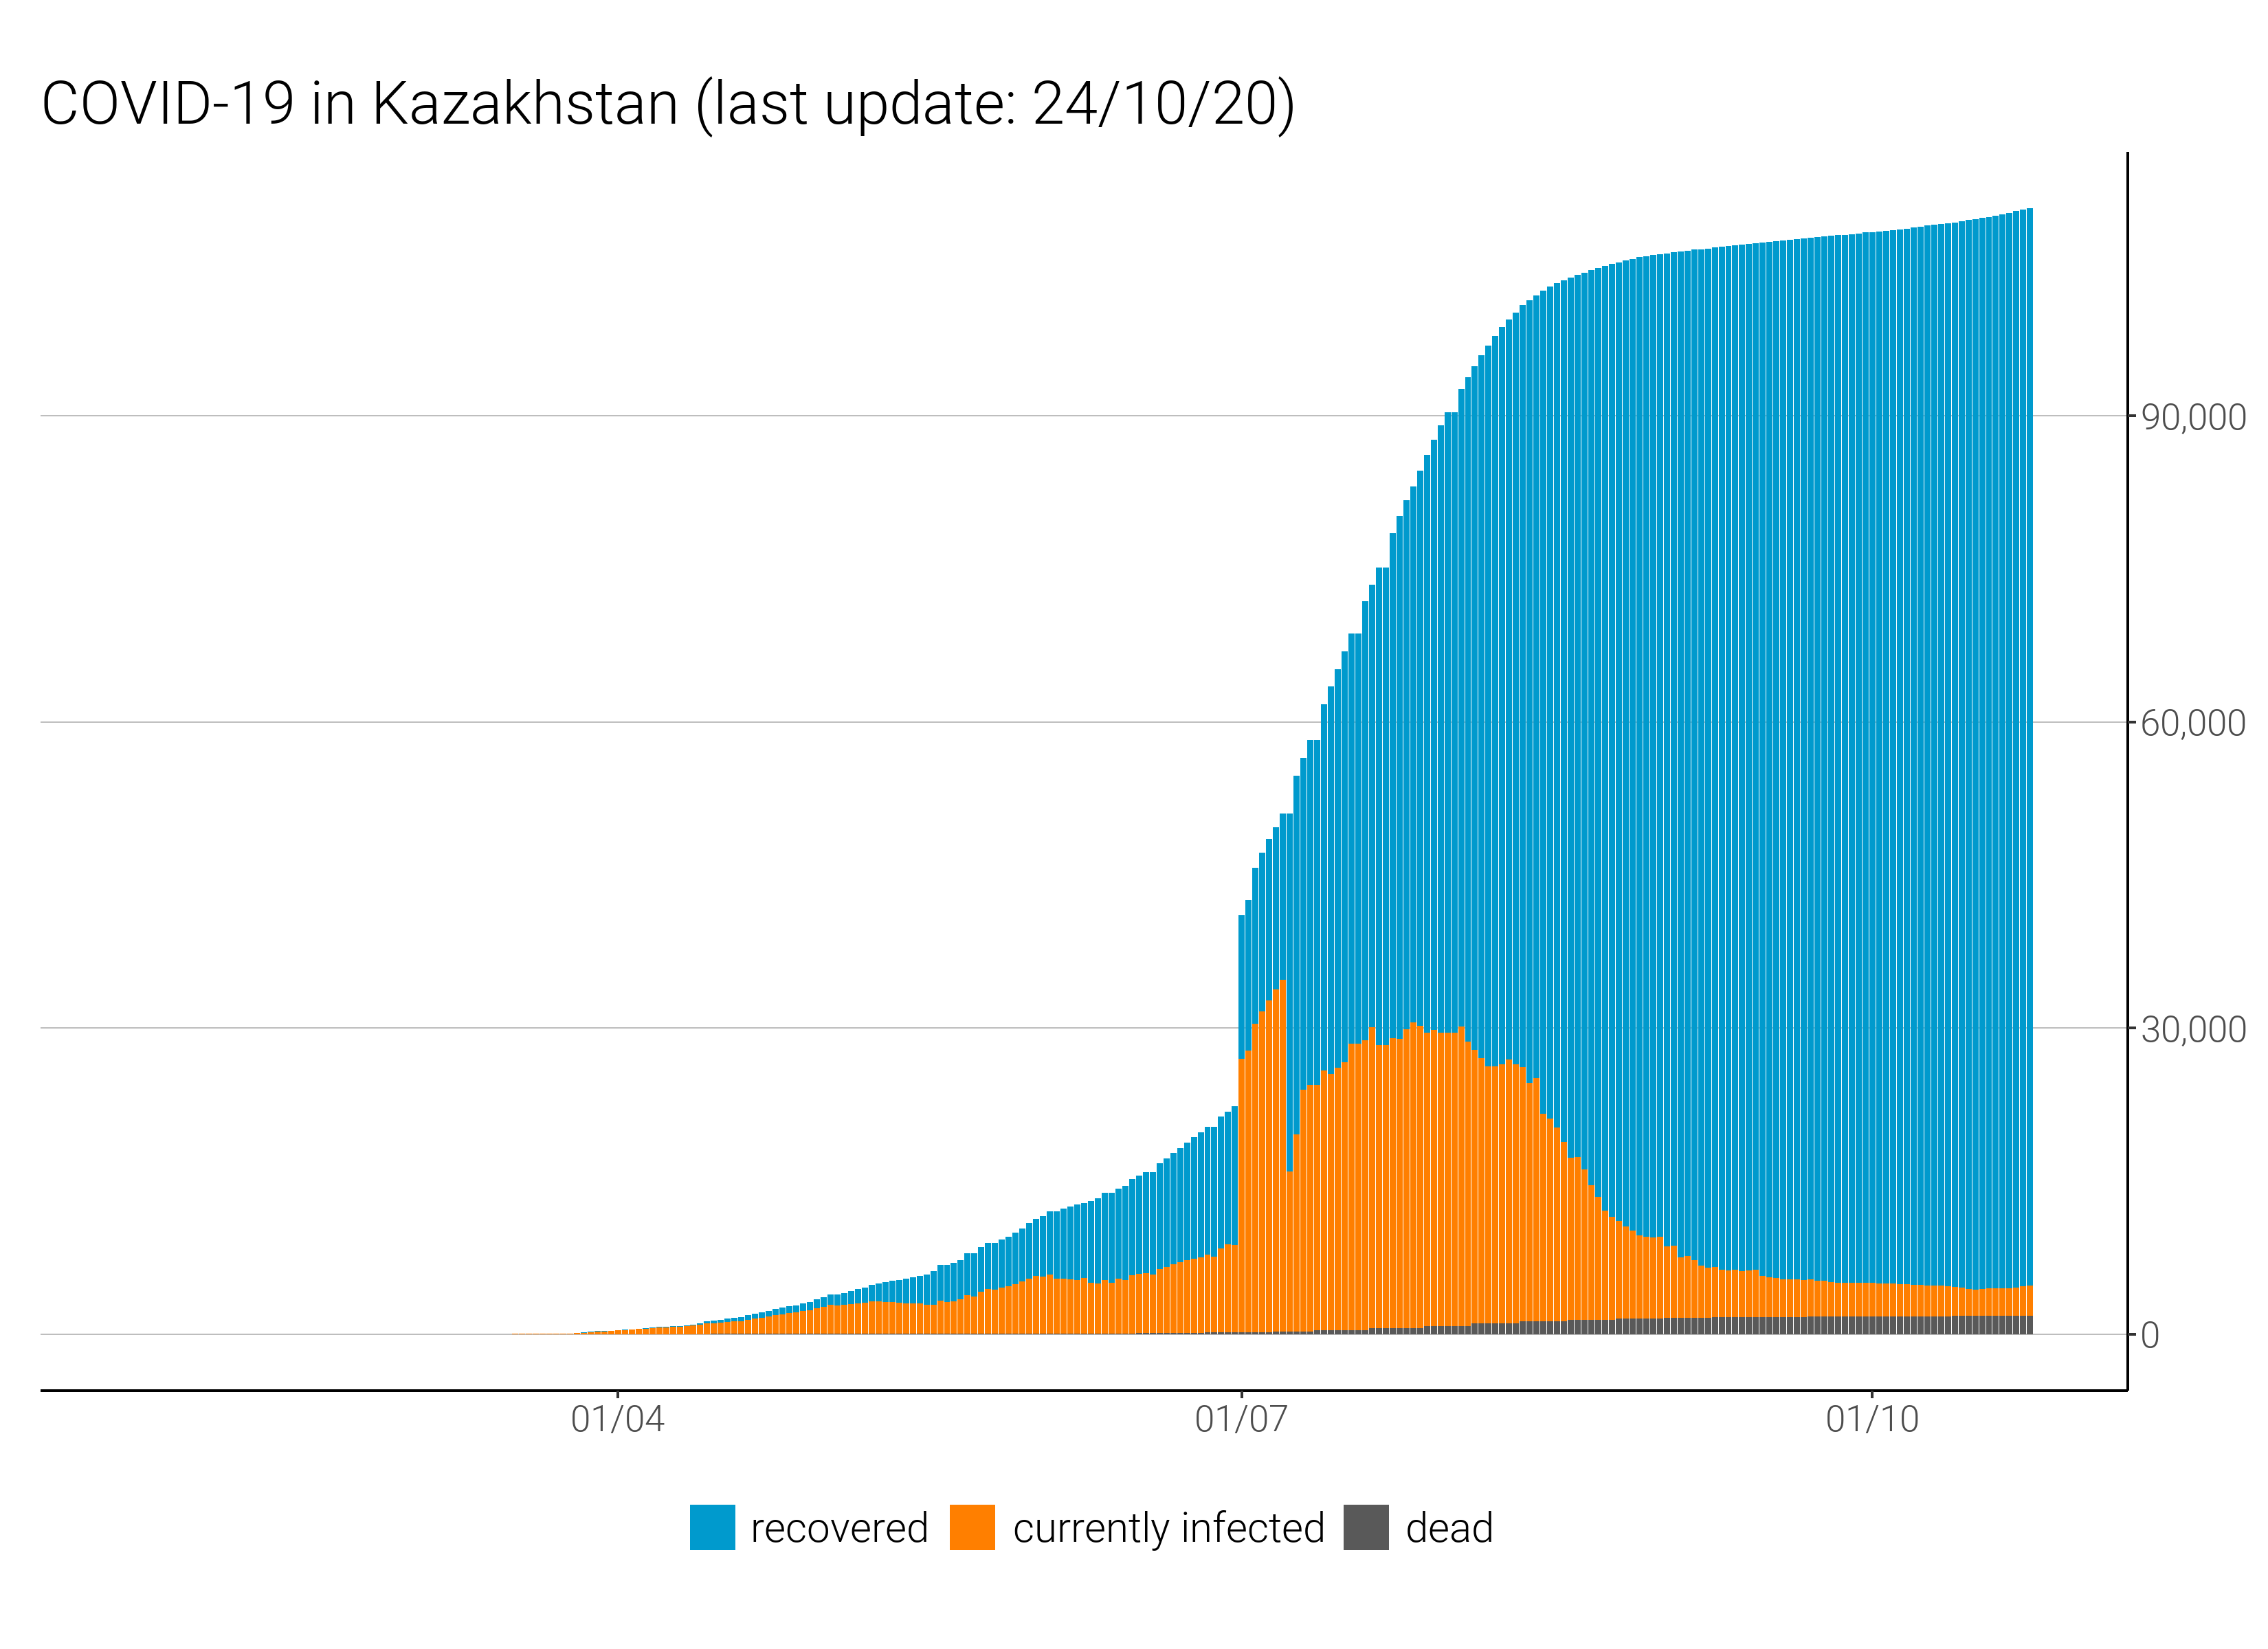 COVID-19 in Kazakhstan (last update: 24/10/20)
90,000
60,000
30,000
0
01/04 01/07 01/10
recovered currently infected dead